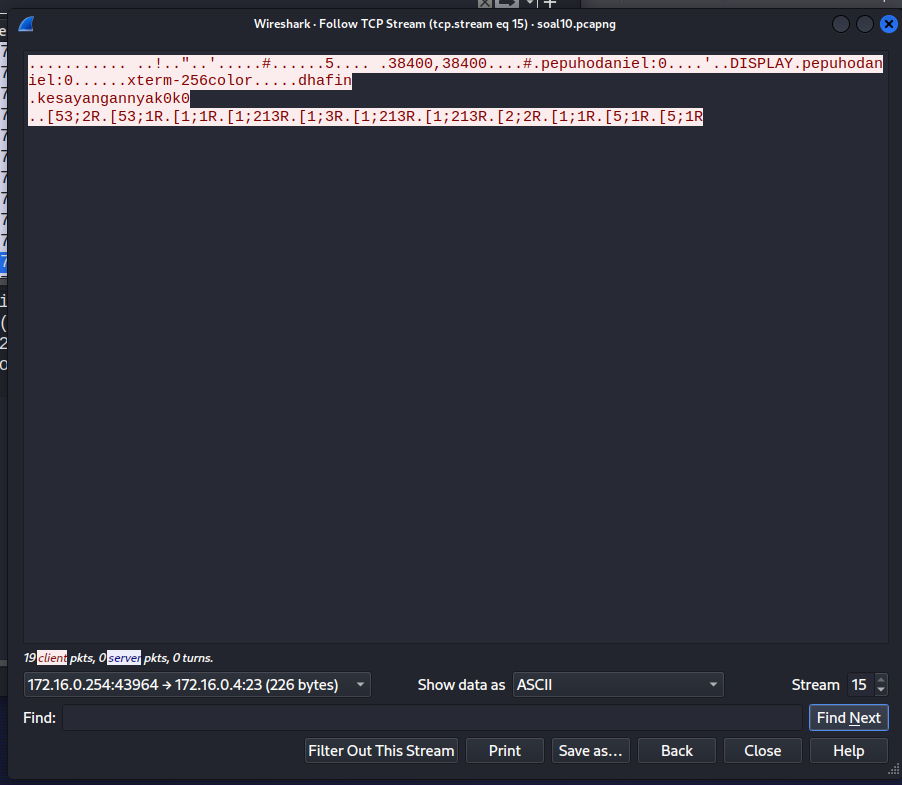 Wireshark · Follow TCP Stream (tcp.stream eq 15) · soal10.pcapng
........... ..!.."..'.....#......5.... .38400,38400....#.pepuhodaniel:0....'..DISPLAY.pepuhodan
iel:0......xterm-256color.....dhafin
.kesayangannyak0k0
..[53;2R.[53;1R.[1;1R.[1;213R.[1;3R.[1;213R.[1;213R.[2;2R.[1;1R.[5;1R.[5;1R
19 client pkts, 0 server pkts, 0 turns.
172.16.0.254:43964 → 172.16.0.4:23 (226 bytes)
Show data as
ASCII
Stream
15
Find:
Find Next
Filter Out This Stream
Print
Save as…
Back
Close
Help